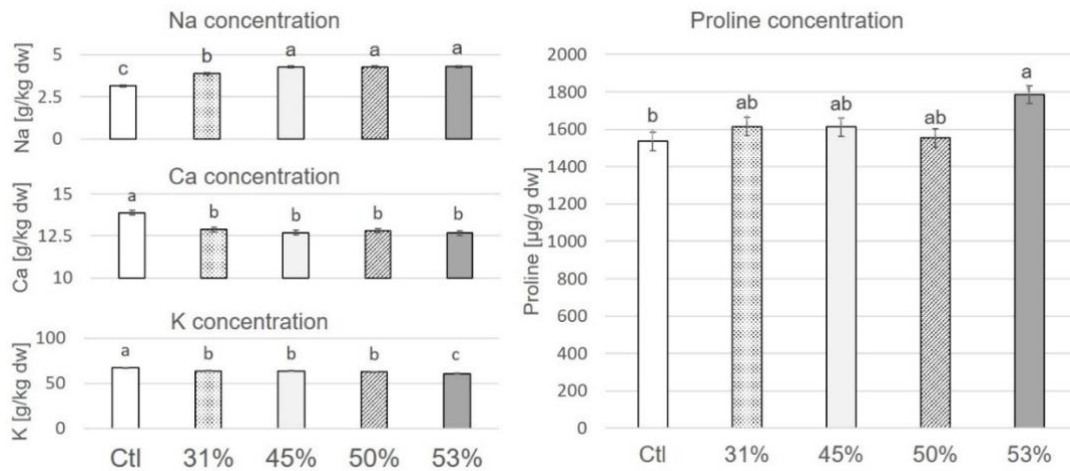 Na concentration
Na [g/kg dw]
5
2.5
0
c
b
a
a
a
Ca concentration
Ca [g/kg dw]
15
12.5
10
a
b
b
b
b
K concentration
K [g/kg dw]
100
50
0
a
b
b
b
c
Ctl 31% 45% 50% 53%
Proline concentration
Proline [µg/g dw]
2000
1800
1600
1400
1200
1000
800
600
400
200
0
b
ab
ab
ab
a
Ctl 31% 45% 50% 53%